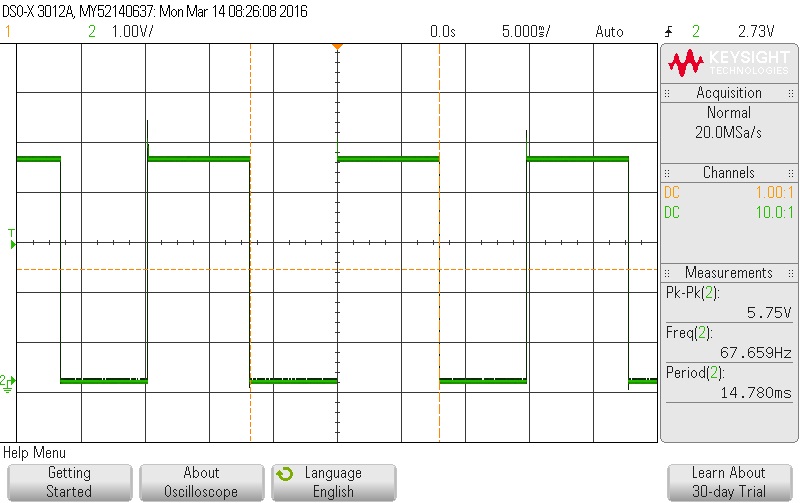 DSO-X 3012A, MY52140637: Mon Mar 14 08:26:08 2016
1 2 1.00V/ 0.0s 5.000ms/ Auto 2 2.73V
KEYSIGHT
TECHNOLOGIES
Acquisition
Normal
20.0MSa/s
Channels
DC 1.00:1
DC 10.0:1
T
Measurements
Pk-Pk(2):
5.75V
Freq(2):
67.659Hz
Period(2):
14.780ms
2
Help Menu
Getting
Started
About
Oscilloscope
Language
English
Learn About
30-day Trial